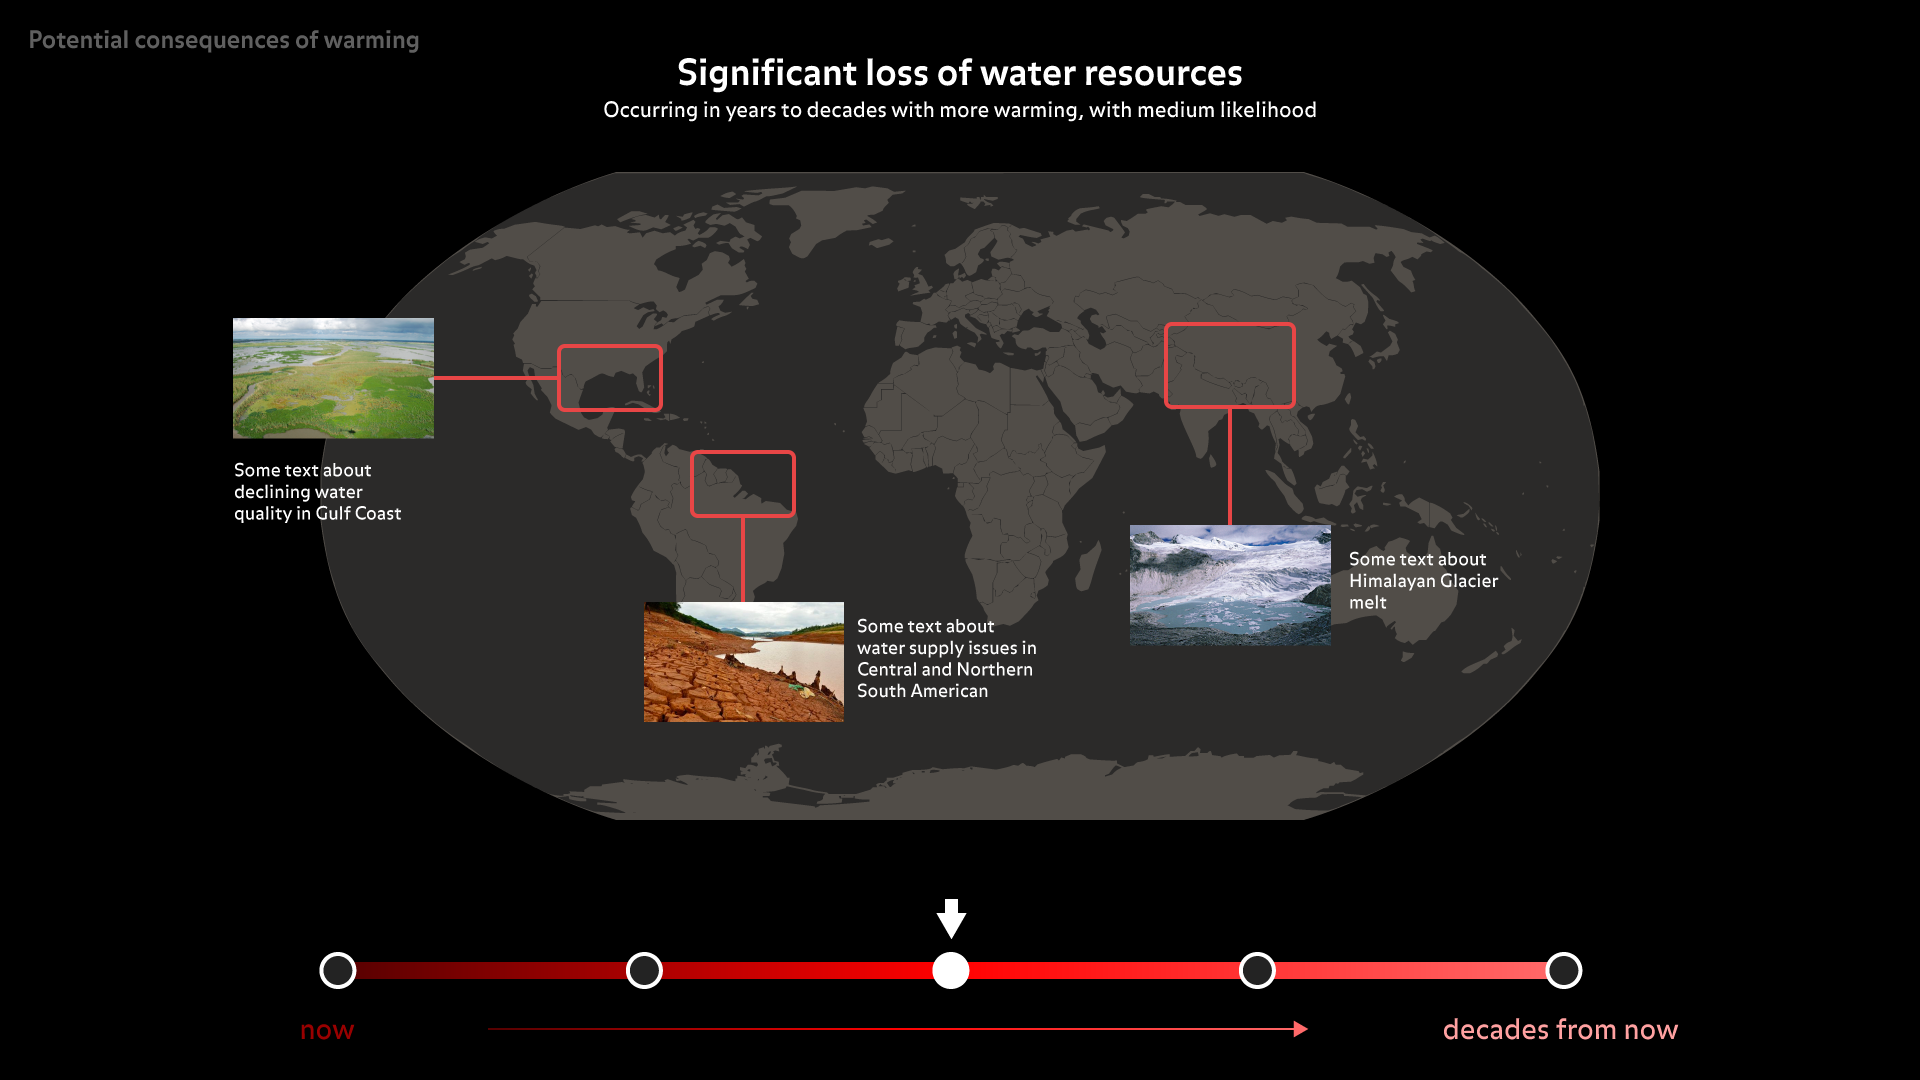 Potential consequences of warming
Significant loss of water resources
Occurring in years to decades with more warming, with medium likelihood
Some text about
declining water
quality in Gulf Coast
Some text about
water supply issues in
Central and Northern
South American
Some text about
Himalayan Glacier
melt
now
decades from now